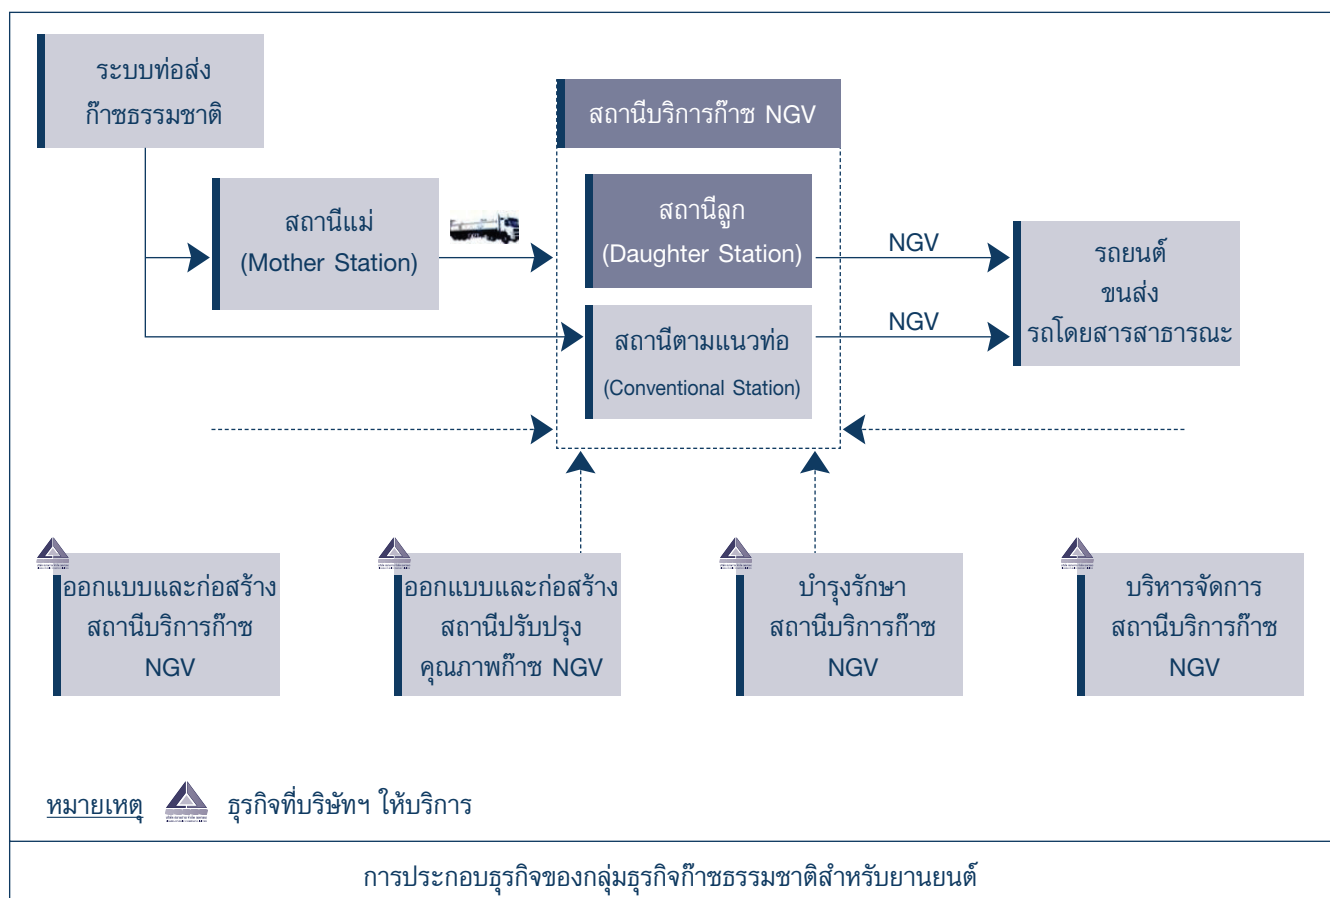 ระบบท่อส่ง
ก๊าซธรรมชาติ
สถานีบริการก๊าซ NGV
สถานีแม่
(Mother Station)
สถานีลูก
(Daughter Station)
NGV
รถยนต์
ขนส่ง
รถโดยสารสาธารณะ
NGV
สถานีตามแนวท่อ
(Conventional Station)
ออกแบบและก่อสร้าง
สถานีบริการก๊าซ
NGV
ออกแบบและก่อสร้าง
สถานีปรับปรุง
คุณภาพก๊าซ NGV
บำรุงรักษา
สถานีบริการก๊าซ
NGV
บริหารจัดการ
สถานีบริการก๊าซ
NGV
หมายเหตุ ธุรกิจที่บริษัทฯ ให้บริการ
การประกอบธุรกิจของกลุ่มธุรกิจก๊าซธรรมชาติสำหรับยานยนต์